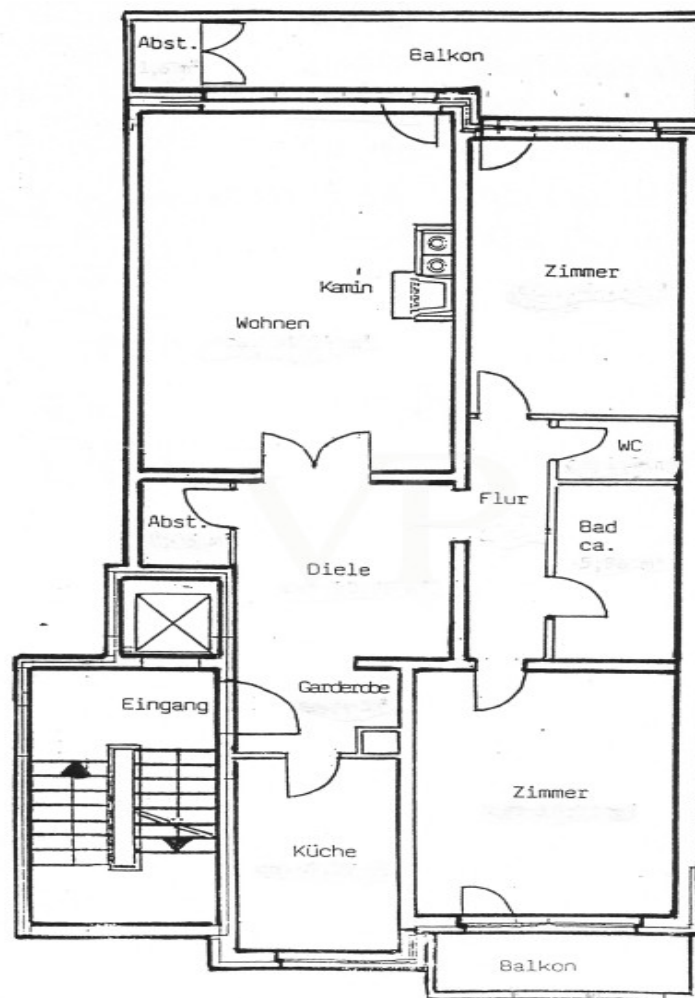 Abst.
Balkon
Zimmer
Kamin
Wohnen
WC
Flur
Abst.
Bad
ca.
Diele
Garderobe
Eingang
Zimmer
Küche
Balkon